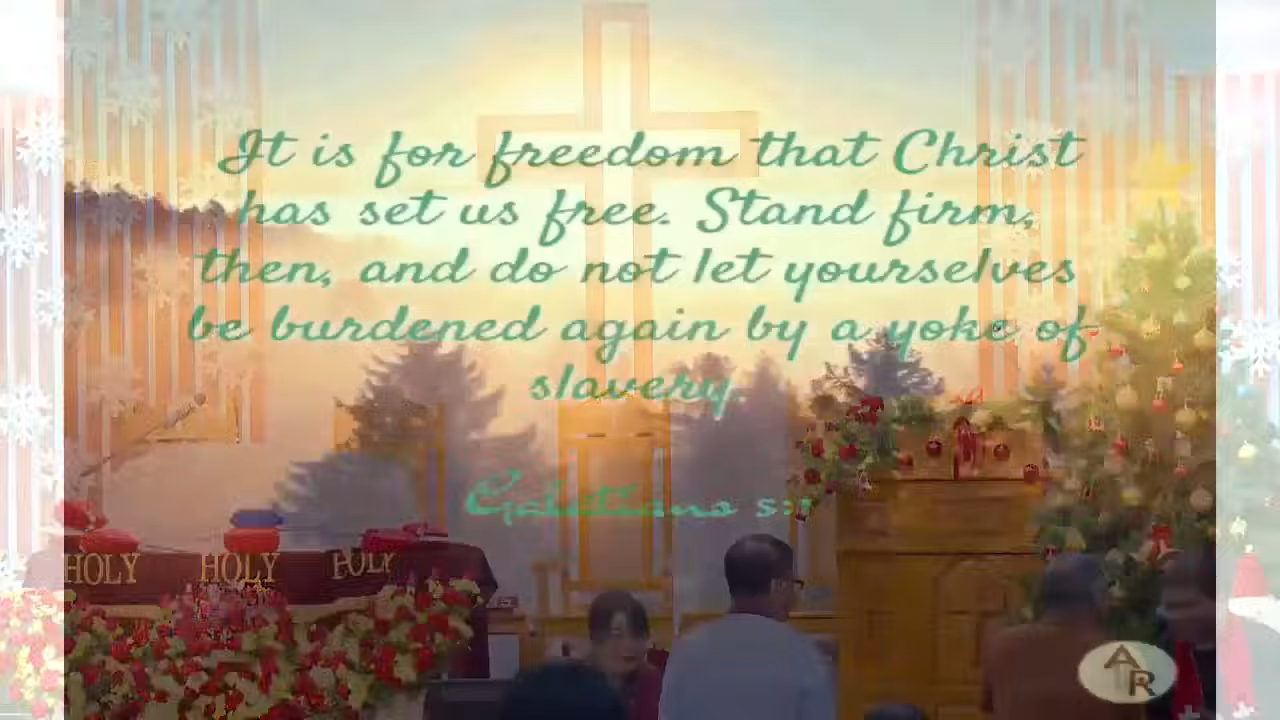 It is for freedom that Christ
has set us free. Stand firm,
then, and do not let yourselves
be burdened again by a yoke of
slavery.
Galatians 5:1
HOLY HOLY HOLY
AR